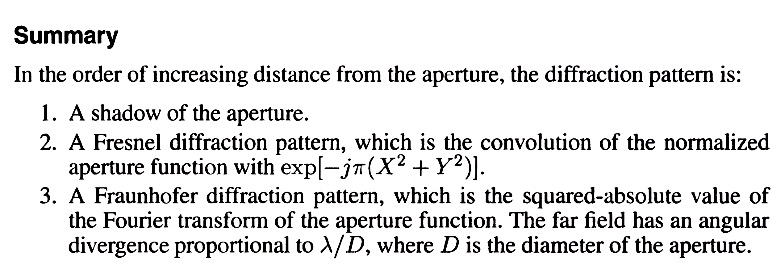 Summary
In the order of increasing distance from the aperture, the diffraction pattern is:
1. A shadow of the aperture.
2. A Fresnel diffraction pattern, which is the convolution of the normalized
aperture function with exp[−jπ(X² + Y²)].
3. A Fraunhofer diffraction pattern, which is the squared-absolute value of
the Fourier transform of the aperture function. The far field has an angular
divergence proportional to λ/D, where D is the diameter of the aperture.